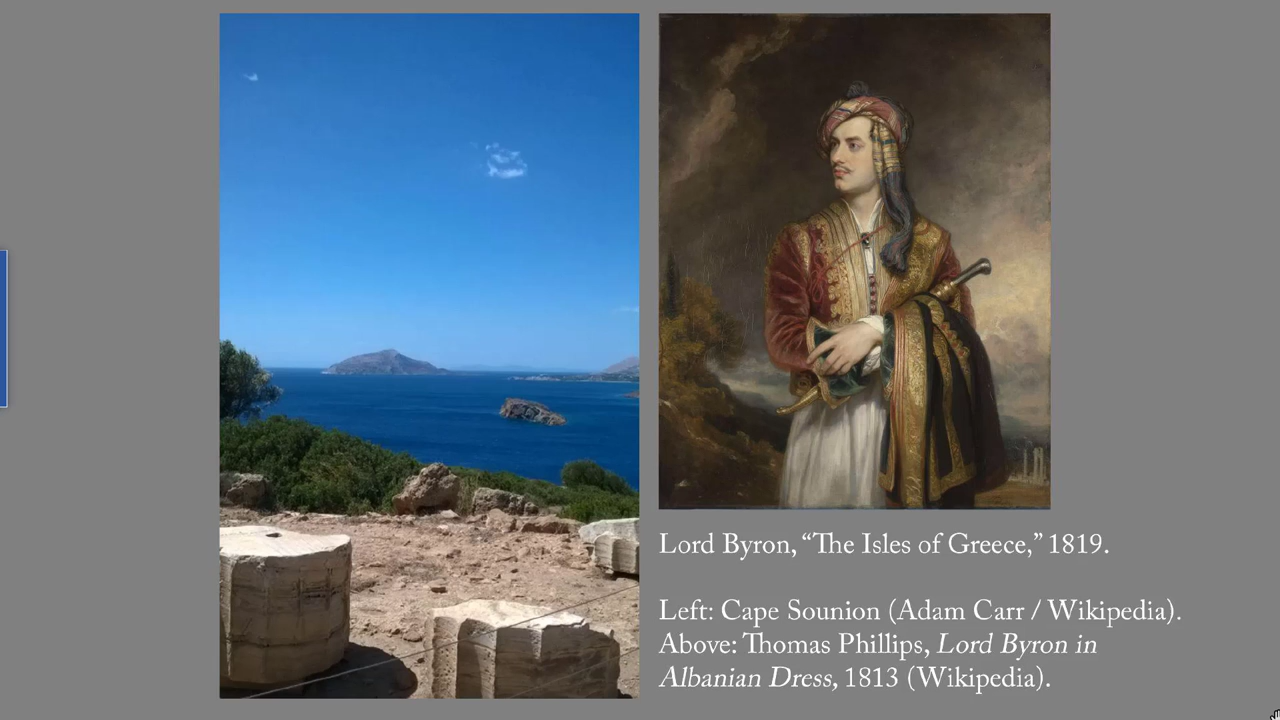 Lord Byron, “The Isles of Greece,” 1819.
Left: Cape Sounion (Adam Carr / Wikipedia).
Above: Thomas Phillips, Lord Byron in
Albanian Dress, 1813 (Wikipedia).